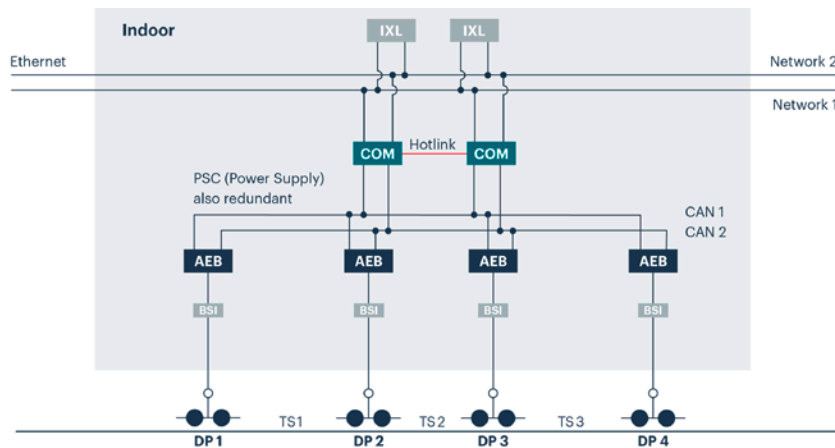 Indoor
IXL
IXL
Ethernet
Network 2
Network 1
Hotlink
COM
COM
PSC (Power Supply)
also redundant
CAN 1
CAN 2
AEB
AEB
AEB
AEB
BSI
BSI
BSI
BSI
TS1
TS2
TS3
DP 1
DP 2
DP 3
DP 4